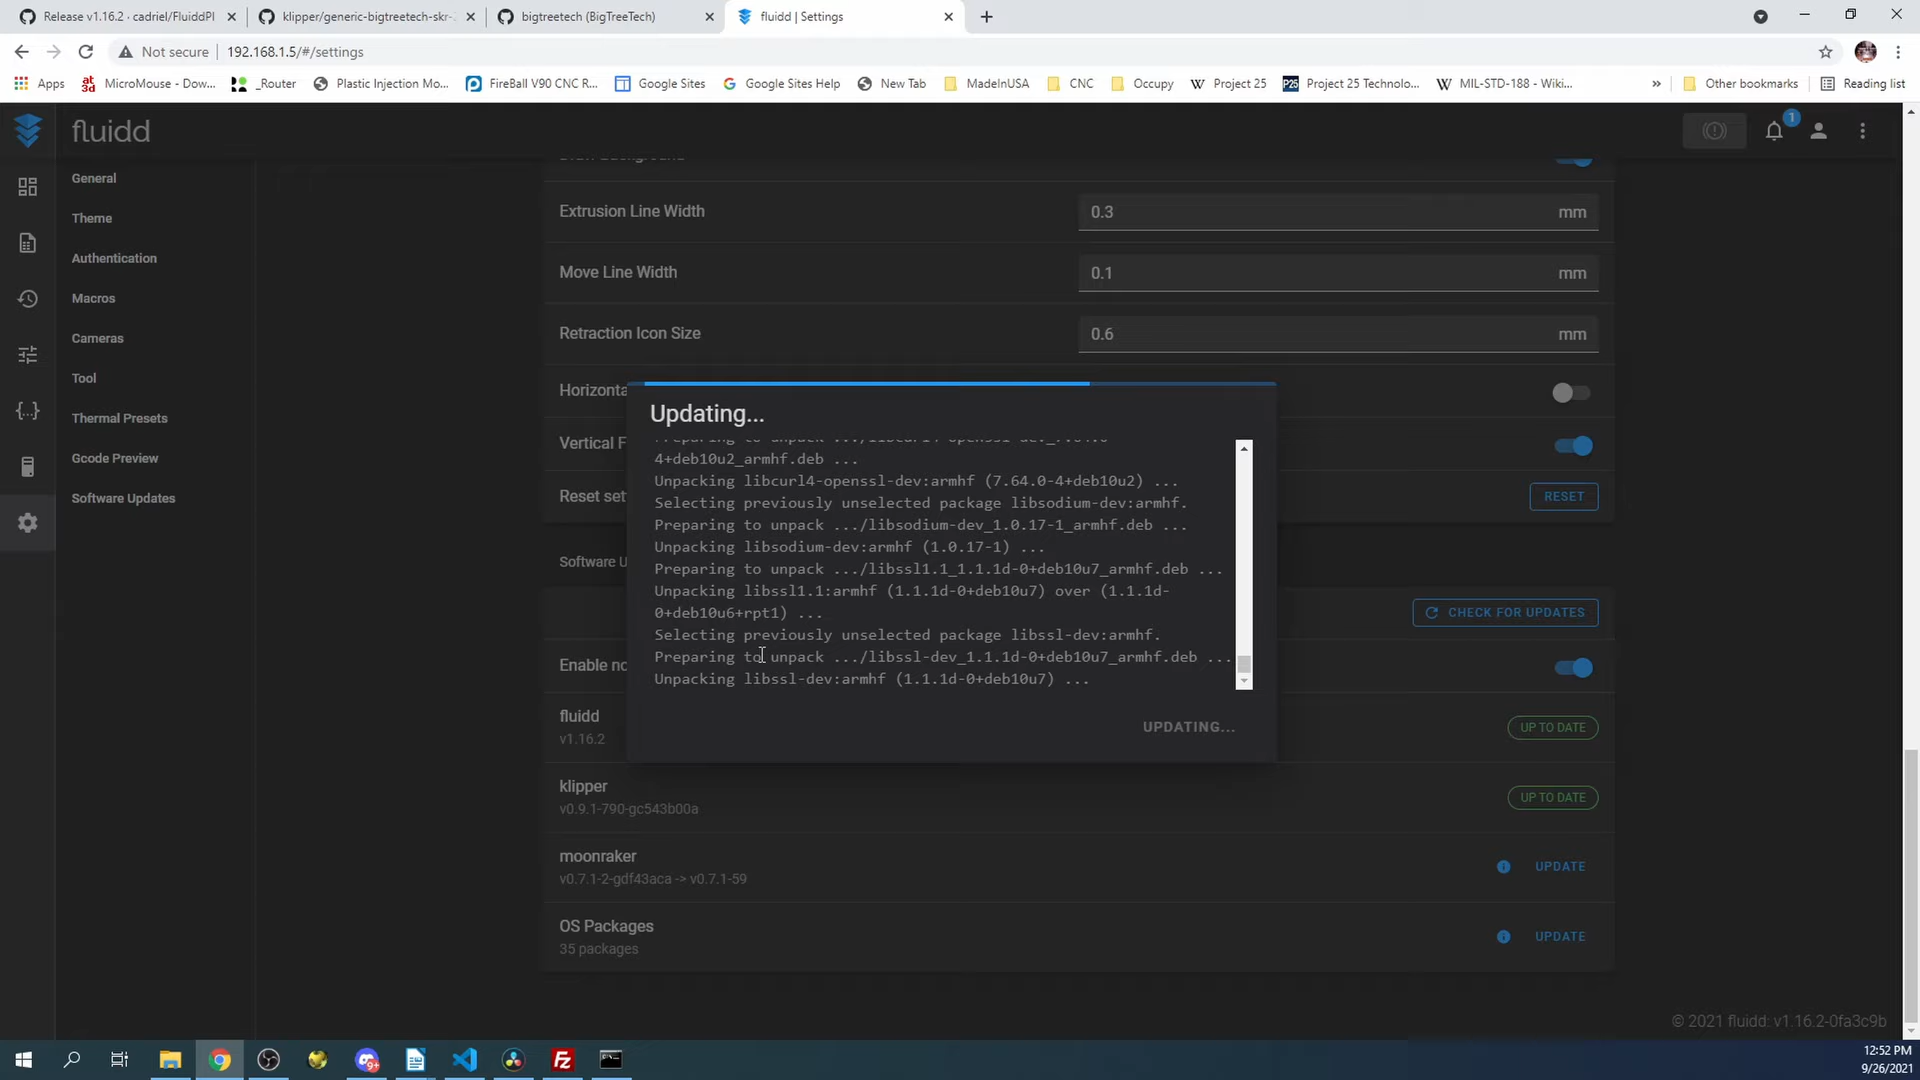 Release v1.16.2 · cadriel/FluiddPI
klipper/generic-bigtreetech-skr-
bigtreetech (BigTreeTech)
fluidd | Settings
Not secure
192.168.1.5/#/settings
Apps
MicroMouse - Dow...
_Router
Plastic Injection Mo...
FireBall V90 CNC R...
Google Sites
Google Sites Help
New Tab
MadeInUSA
CNC
Occupy
Project 25
Project 25 Technolo...
MIL-STD-188 - Wiki...
»
Other bookmarks
Reading list
fluidd
1
General
Theme
Authentication
Macros
Cameras
Tool
Thermal Presets
Gcode Preview
Software Updates
Extrusion Line Width
0.3
mm
Move Line Width
0.1
mm
Retraction Icon Size
0.6
mm
Horizonta
Vertical F
Reset set
RESET
Software U
CHECK FOR UPDATES
Enable no
fluidd
v1.16.2
UP TO DATE
klipper
v0.9.1-790-gc543b00a
UP TO DATE
moonraker
v0.7.1-2-gdf43aca -> v0.7.1-59
UPDATE
OS Packages
35 packages
UPDATE
Updating...
4+deb10u2_armhf.deb ...
Unpacking libcurl4-openssl-dev:armhf (7.64.0-4+deb10u2) ...
Selecting previously unselected package libsodium-dev:armhf.
Preparing to unpack .../libsodium-dev_1.0.17-1_armhf.deb ...
Unpacking libsodium-dev:armhf (1.0.17-1) ...
Preparing to unpack .../libssl1.1_1.1.1d-0+deb10u7_armhf.deb ...
Unpacking libssl1.1:armhf (1.1.1d-0+deb10u7) over (1.1.1d-
0+deb10u6+rpt1) ...
Selecting previously unselected package libssl-dev:armhf.
Preparing to unpack .../libssl-dev_1.1.1d-0+deb10u7_armhf.deb ...
Unpacking libssl-dev:armhf (1.1.1d-0+deb10u7) ...
UPDATING...
© 2021 fluidd: v1.16.2-0fa3c9b
9+
12:52 PM
9/26/2021